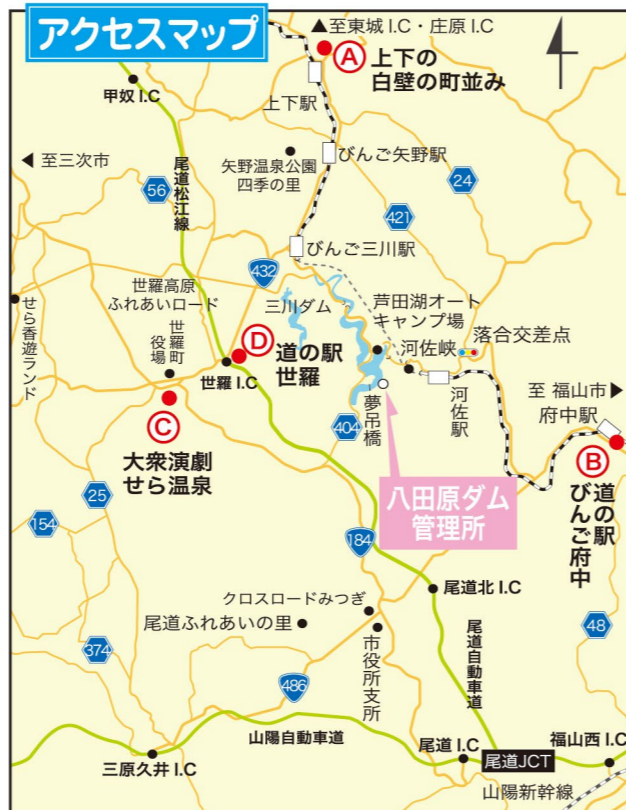 アクセスマップ
▲至東城I.C・庄原I.C
A
上下の
白壁の町並み
甲奴I.C
上下駅
◀至三次市
尾道松江線
矢野温泉公園
四季の里
びんご矢野駅
24
56
421
びんご三川駅
432
世羅高原
ふれあいロード
三川ダム
芦田湖オート
キャンプ場
せら香遊ランド
世羅町
役場
D
道の駅
世羅
世羅I.C
河佐峡
落合交差点
河佐駅
至福山市▶
府中駅
夢吊橋
404
C
大衆演劇
せら温泉
B
道の駅
びんご府中
八田原ダム
管理所
25
154
184
尾道北I.C
クロスロードみつぎ
尾道ふれあいの里
市役所支所
尾道自動車道
48
374
486
山陽自動車道
三原久井I.C
尾道I.C
尾道JCT
福山西I.C
山陽新幹線